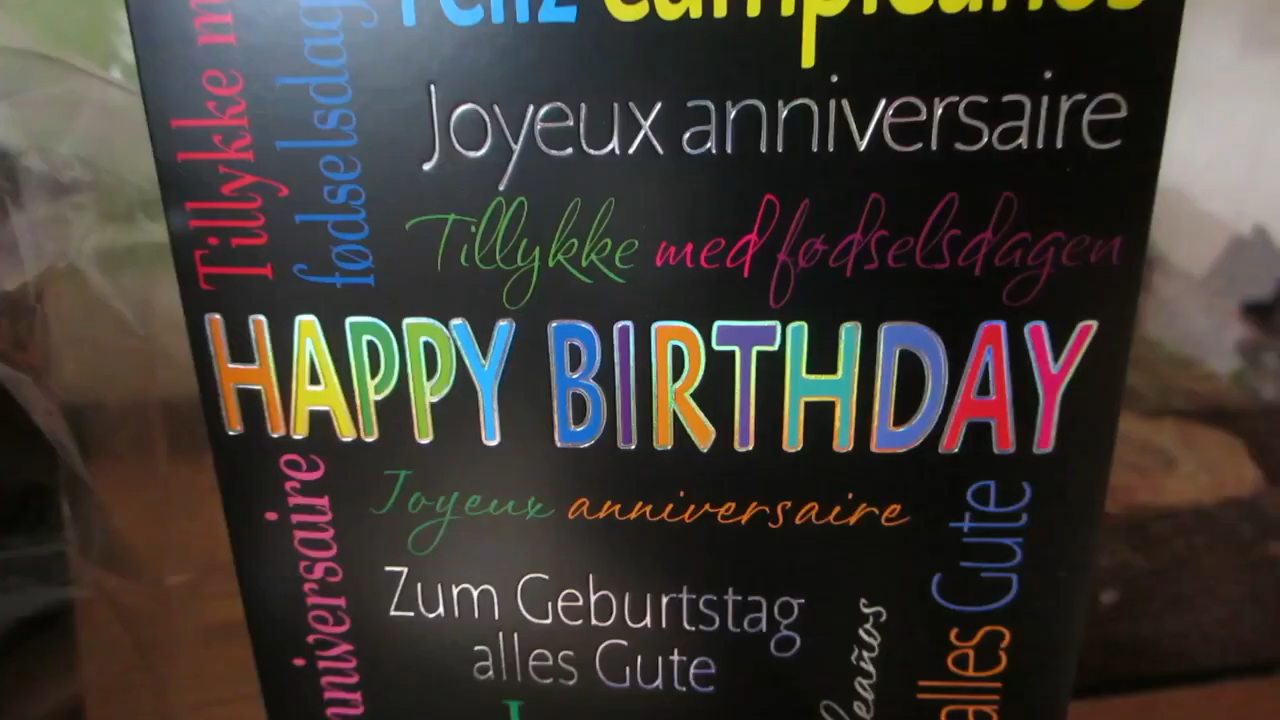 Feliz cumpleaños
Tillykke
fødselsdag
Joyeux anniversaire
Tillykke med fødselsdagen
HAPPY BIRTHDAY
Joyeux anniversaire
Zum Geburtstag
alles Gute
alles Gute